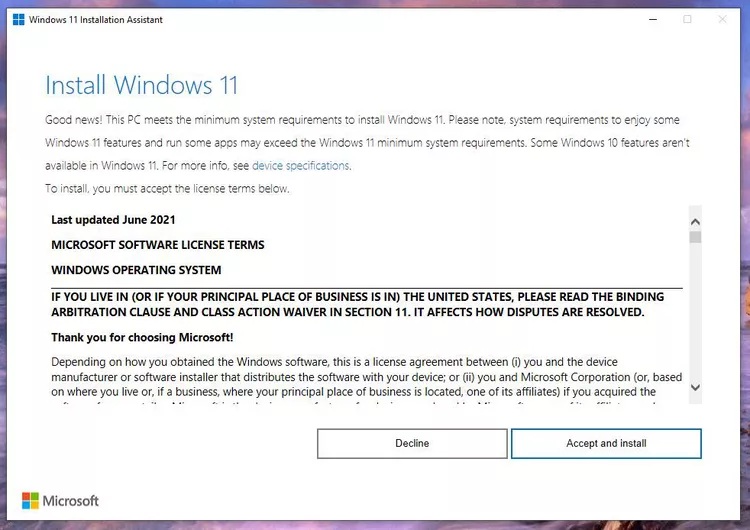 Windows 11 Installation Assistant
Install Windows 11
Good news! This PC meets the minimum system requirements to install Windows 11. Please note, system requirements to enjoy some
Windows 11 features and run some apps may exceed the Windows 11 minimum system requirements. Some Windows 10 features aren't
available in Windows 11. For more info, see device specifications.
To install, you must accept the license terms below.
Last updated June 2021
MICROSOFT SOFTWARE LICENSE TERMS
WINDOWS OPERATING SYSTEM
IF YOU LIVE IN (OR IF YOUR PRINCIPAL PLACE OF BUSINESS IS IN) THE UNITED STATES, PLEASE READ THE BINDING
ARBITRATION CLAUSE AND CLASS ACTION WAIVER IN SECTION 11. IT AFFECTS HOW DISPUTES ARE RESOLVED.
Thank you for choosing Microsoft!
Depending on how you obtained the Windows software, this is a license agreement between (i) you and the device
manufacturer or software installer that distributes the software with your device; or (ii) you and Microsoft Corporation (or, based
on where you live or, if a business, where your principal place of business is located, one of its affiliates) if you acquired the
Decline
Accept and install
Microsoft